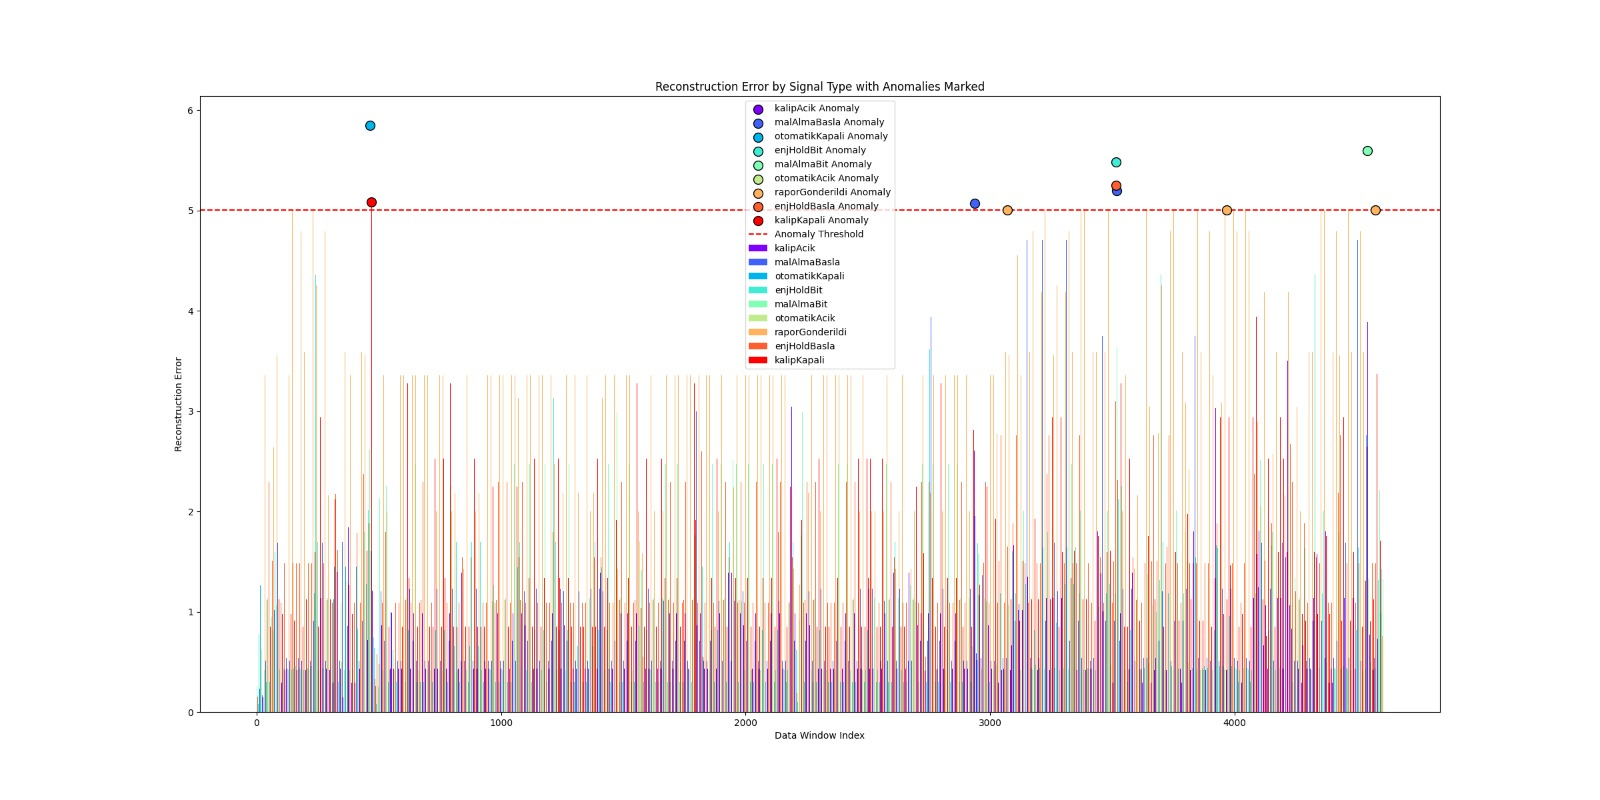 Reconstruction Error by Signal Type with Anomalies Marked
6
5
4
3
2
1
0
Reconstruction Error
kalipAcik Anomaly
malAlmaBasla Anomaly
otomatikKapali Anomaly
enjHoldBit Anomaly
malAlmaBit Anomaly
otomatikAcik Anomaly
raporGonderildi Anomaly
enjHoldBasla Anomaly
kalipKapali Anomaly
Anomaly Threshold
kalipAcik
malAlmaBasla
otomatikKapali
enjHoldBit
malAlmaBit
otomatikAcik
raporGonderildi
enjHoldBasla
kalipKapali
0 1000 2000 3000 4000
Data Window Index